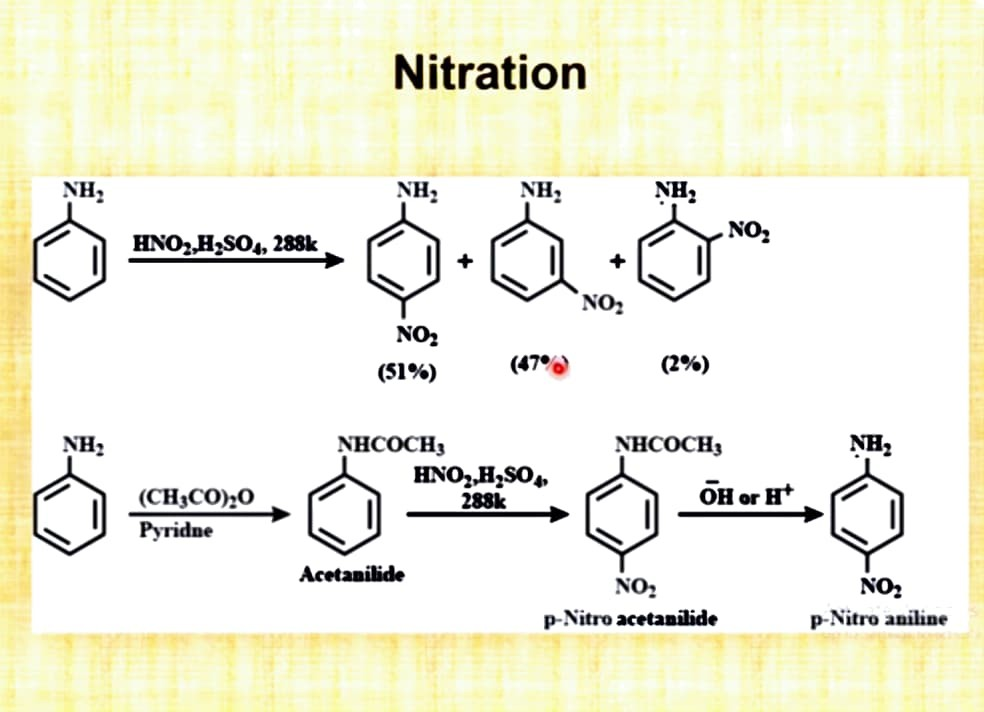 Nitration
NH₂ NH₂ NH₂ NH₂
HNO₂,H₂SO₄, 288k + + NO₂
NO₂
NO₂
(51%) (47%) (2%)
NH₂ NHCOCH₃ NHCOCH₃ NH₂
(CH₃CO)₂O HNO₂,H₂SO₄, O̅H or H⁺
Pyridne 288k
Acetanilide NO₂ NO₂
p-Nitro acetanilide p-Nitro aniline